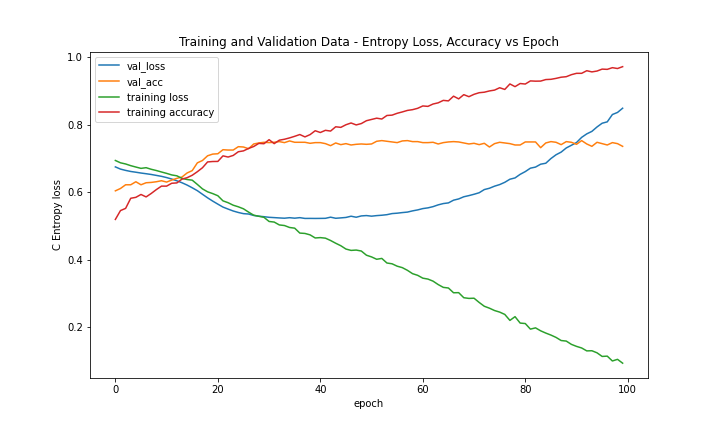 Training and Validation Data - Entropy Loss, Accuracy vs Epoch
val_loss
val_acc
training loss
training accuracy
C Entropy loss
1.0
0.8
0.6
0.4
0.2
0
20
40
60
80
100
epoch